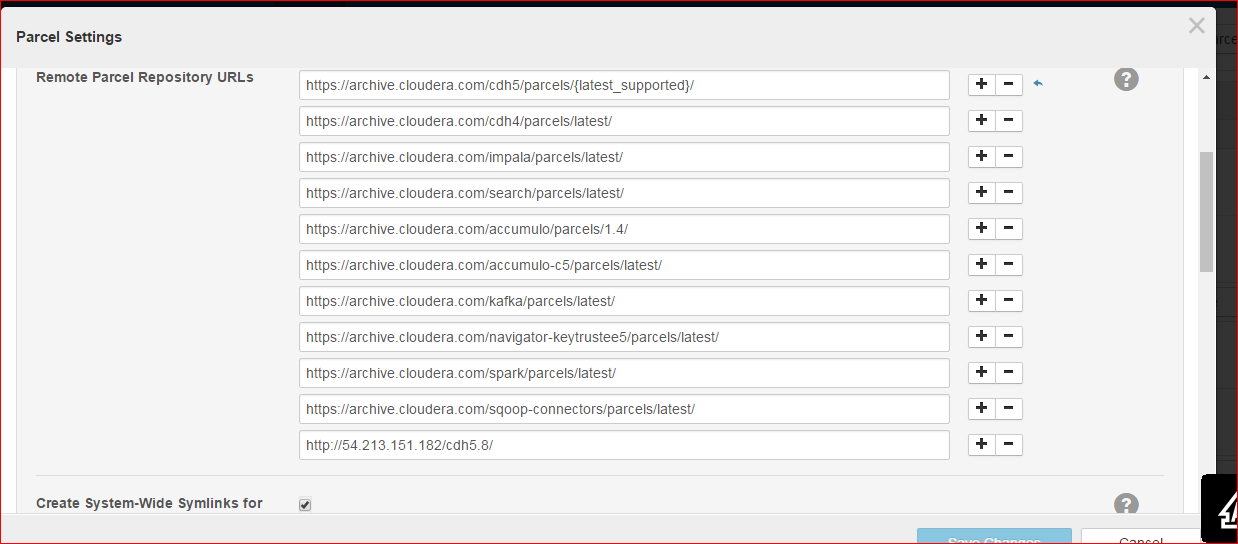 Parcel Settings
Remote Parcel Repository URLs
https://archive.cloudera.com/cdh5/parcels/{latest_supported}/
https://archive.cloudera.com/cdh4/parcels/latest/
https://archive.cloudera.com/impala/parcels/latest/
https://archive.cloudera.com/search/parcels/latest/
https://archive.cloudera.com/accumulo/parcels/1.4/
https://archive.cloudera.com/accumulo-c5/parcels/latest/
https://archive.cloudera.com/kafka/parcels/latest/
https://archive.cloudera.com/navigator-keytrustee5/parcels/latest/
https://archive.cloudera.com/spark/parcels/latest/
https://archive.cloudera.com/sqoop-connectors/parcels/latest/
http://54.213.151.182/cdh5.8/
Create System-Wide Symlinks for
Save Changes Cancel